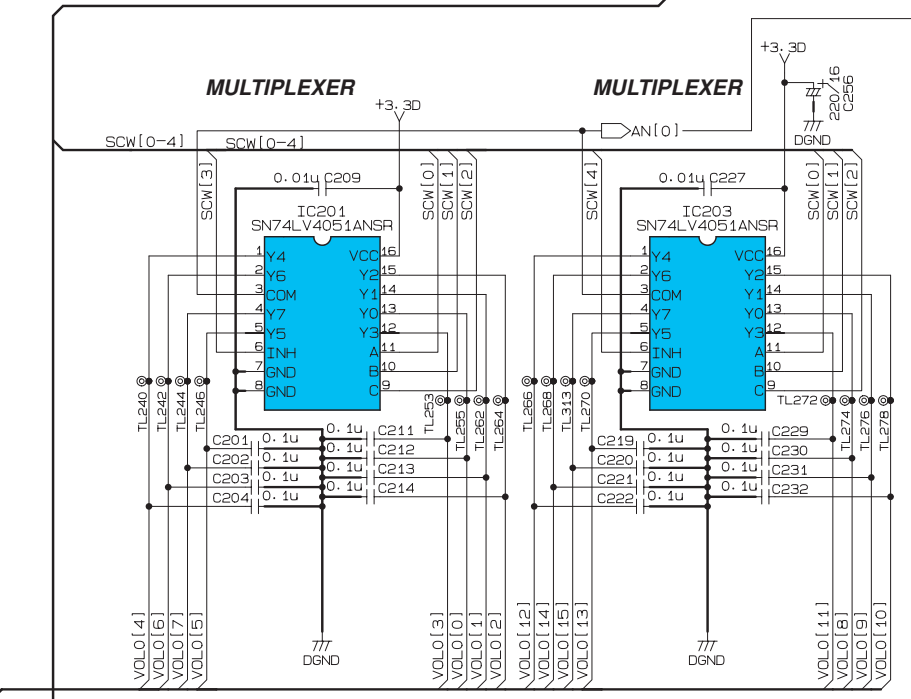 MULTIPLEXER
MULTIPLEXER
+3.3D
+3.3D
220/16
C256
DGND
AN[0]
SCW[0-4]
SCW[0-4]
SCW[3]
0.01u C209
SCW[0]
SCW[1]
SCW[2]
IC201
SN74LV4051ANSR
1 Y4 VCC 16
2 Y6 Y2 15
3 COM Y1 14
4 Y7 Y0 13
5 Y5 Y3 12
6 INH A 11
7 GND B 10
8 GND C 9
TL240
TL242
TL244
TL246
TL253
TL255
TL262
TL264
C201 0.1u
C202 0.1u
C203 0.1u
C204 0.1u
0.1u C211
0.1u C212
0.1u C213
0.1u C214
VOLO[4]
VOLO[6]
VOLO[7]
VOLO[5]
DGND
VOLO[3]
VOLO[0]
VOLO[1]
VOLO[2]
SCW[4]
0.01u C227
SCW[0]
SCW[1]
SCW[2]
IC203
SN74LV4051ANSR
1 Y4 VCC 16
2 Y6 Y2 15
3 COM Y1 14
4 Y7 Y0 13
5 Y5 Y3 12
6 INH A 11
7 GND B 10
8 GND C 9
TL266
TL268
TL313
TL270
TL272
TL274
TL276
TL278
C219 0.1u
C220 0.1u
C221 0.1u
C222 0.1u
0.1u C229
0.1u C230
0.1u C231
0.1u C232
VOLO[12]
VOLO[14]
VOLO[15]
VOLO[13]
DGND
VOLO[11]
VOLO[8]
VOLO[9]
VOLO[10]